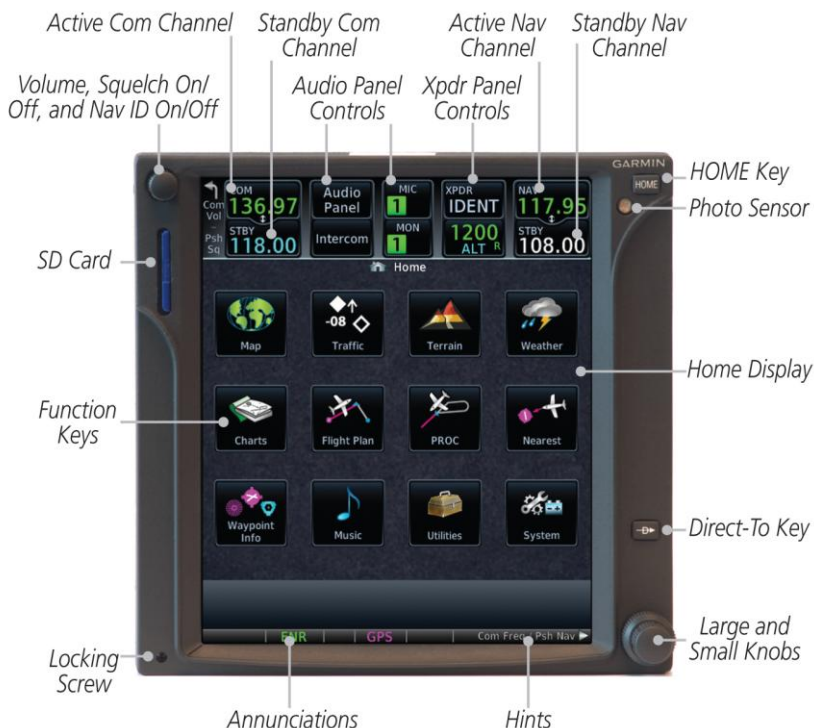 Active Com Channel
Standby Com
Channel
Active Nav
Channel
Standby Nav
Channel
Volume, Squelch On/
Off, and Nav ID On/Off
Audio Panel
Controls
Xpdr Panel
Controls
GARMIN
HOME
HOME Key
Photo Sensor
Com
Vol
–
Psh
Sq
COM
136.97
STBY
118.00
Audio
Panel
Intercom
MIC
1
MON
1
XPDR
IDENT
1200
ALT R
NAV
117.95
STBY
108.00
SD Card
Home
-08
Map
Traffic
Terrain
Weather
Home Display
Function
Keys
Charts
Flight Plan
PROC
Nearest
Waypoint
Info
Music
Utilities
System
D
Direct-To Key
ENR
GPS
Com Freq / Psh Nav
Large and
Small Knobs
Locking
Screw
Annunciations
Hints